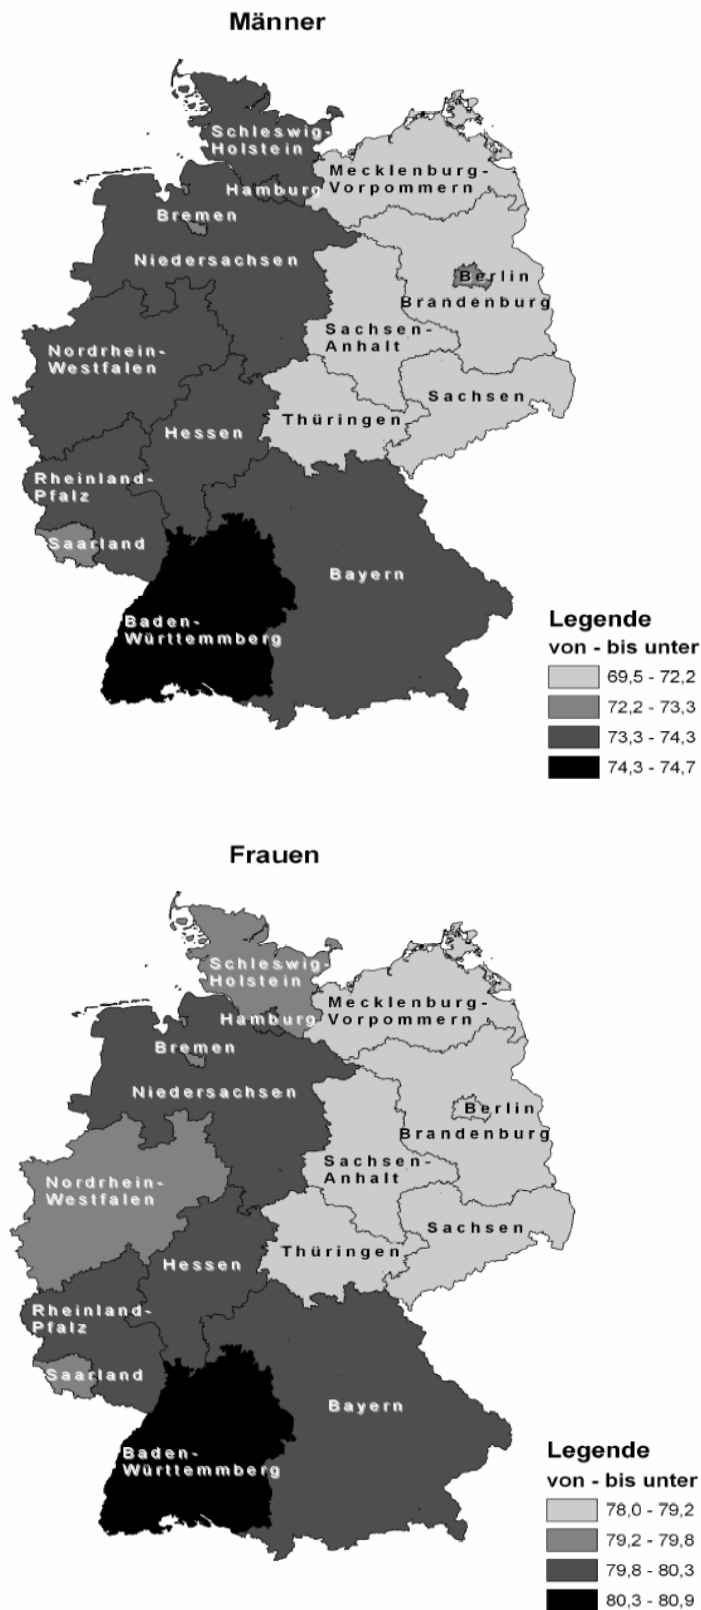 Männer
Schleswig-
Holstein
Mecklenburg-
Vorpommern
Hamburg
Bremen
Niedersachsen
Berlin
Brandenburg
Sachsen-
Anhalt
Nordrhein-
Westfalen
Sachsen
Thüringen
Hessen
Rheinland-
Pfalz
Saarland
Bayern
Baden-
Württemmberg
Legende
von - bis unter
69,5 - 72,2
72,2 - 73,3
73,3 - 74,3
74,3 - 74,7
Frauen
Schleswig-
Holstein
Mecklenburg-
Vorpommern
Hamburg
Bremen
Niedersachsen
Berlin
Brandenburg
Sachsen-
Anhalt
Nordrhein-
Westfalen
Sachsen
Thüringen
Hessen
Rheinland-
Pfalz
Saarland
Bayern
Baden-
Württemmberg
Legende
von - bis unter
78,0 - 79,2
79,2 - 79,8
79,8 - 80,3
80,3 - 80,9